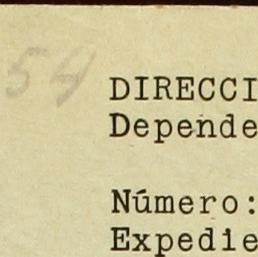 54
DIRECCI
Depende
Número:
Expedie